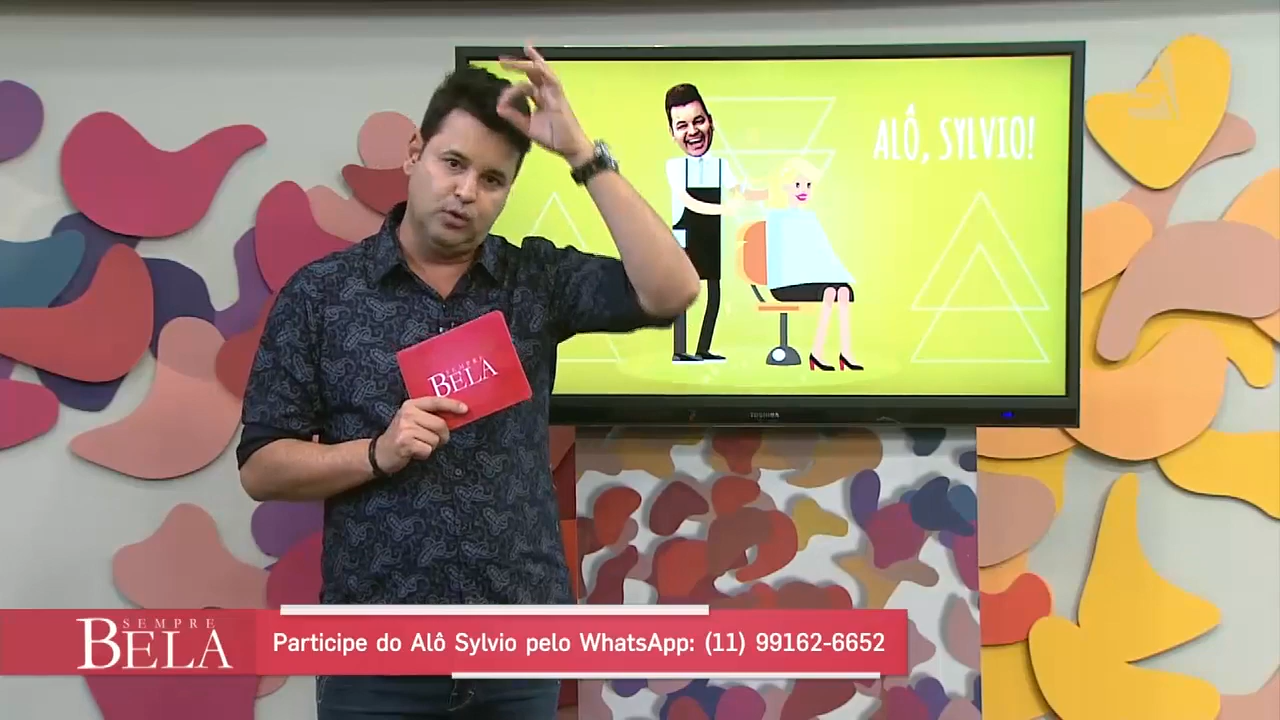 ALÔ, SYLVIO!
SEMPRE
BELA
TOSHIBA
SEMPRE
BELA
Participe do Alô Sylvio pelo WhatsApp: (11) 99162-6652